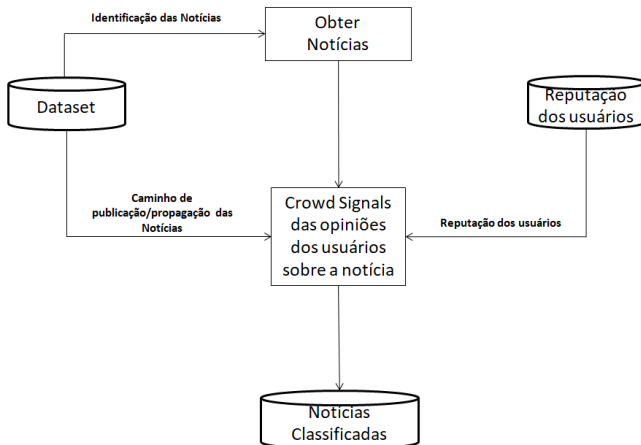 Identificação das Notícias
Obter
Notícias
Dataset
Reputação
dos usuários
Caminho de
publicação/propagação das
Notícias
Crowd Signals
das opiniões
dos usuários
sobre a notícia
Reputação dos usuários
Notícias
Classificadas